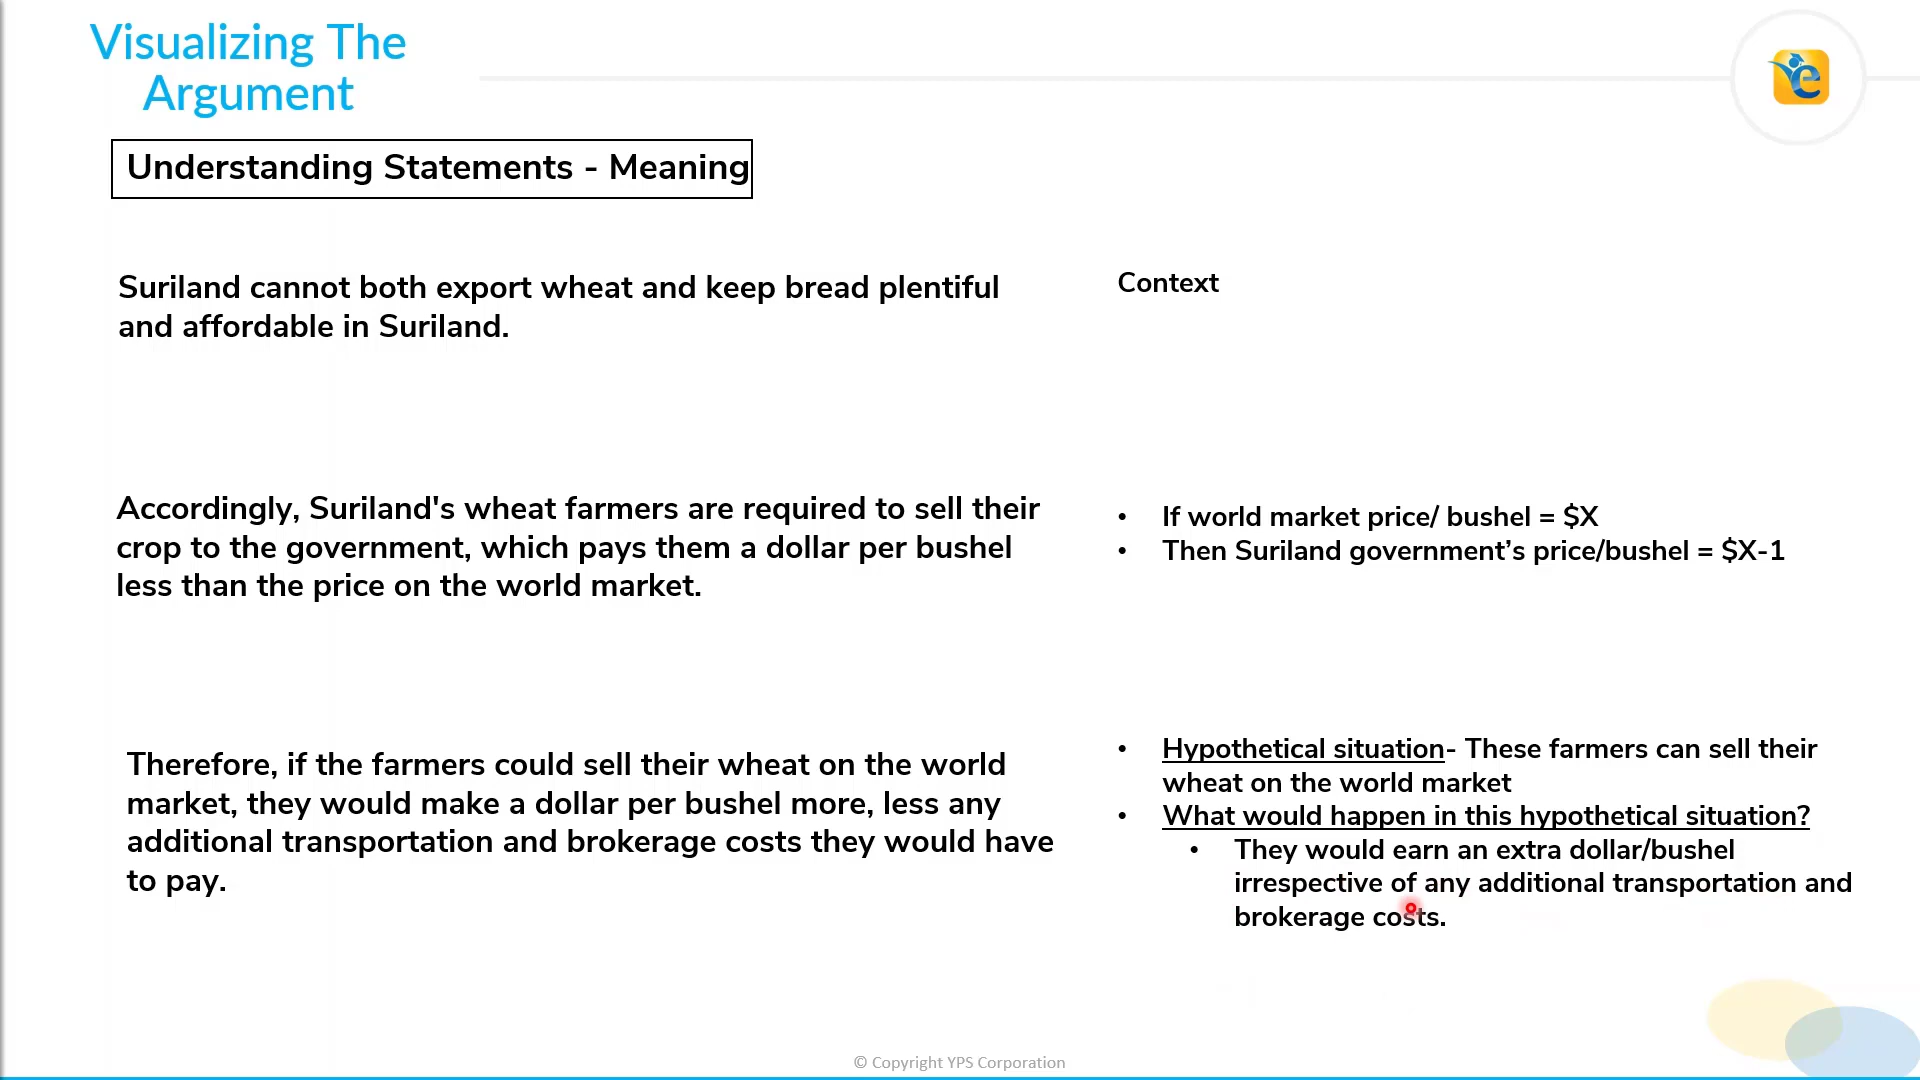 Visualizing The
Argument
Understanding Statements - Meaning
Suriland cannot both export wheat and keep bread plentiful
and affordable in Suriland.
Context
Accordingly, Suriland's wheat farmers are required to sell their
crop to the government, which pays them a dollar per bushel
less than the price on the world market.
• If world market price/ bushel = $X
• Then Suriland government’s price/bushel = $X-1
Therefore, if the farmers could sell their wheat on the world
market, they would make a dollar per bushel more, less any
additional transportation and brokerage costs they would have
to pay.
• Hypothetical situation- These farmers can sell their
wheat on the world market
• What would happen in this hypothetical situation?
• They would earn an extra dollar/bushel
irrespective of any additional transportation and
brokerage costs.
© Copyright YPS Corporation